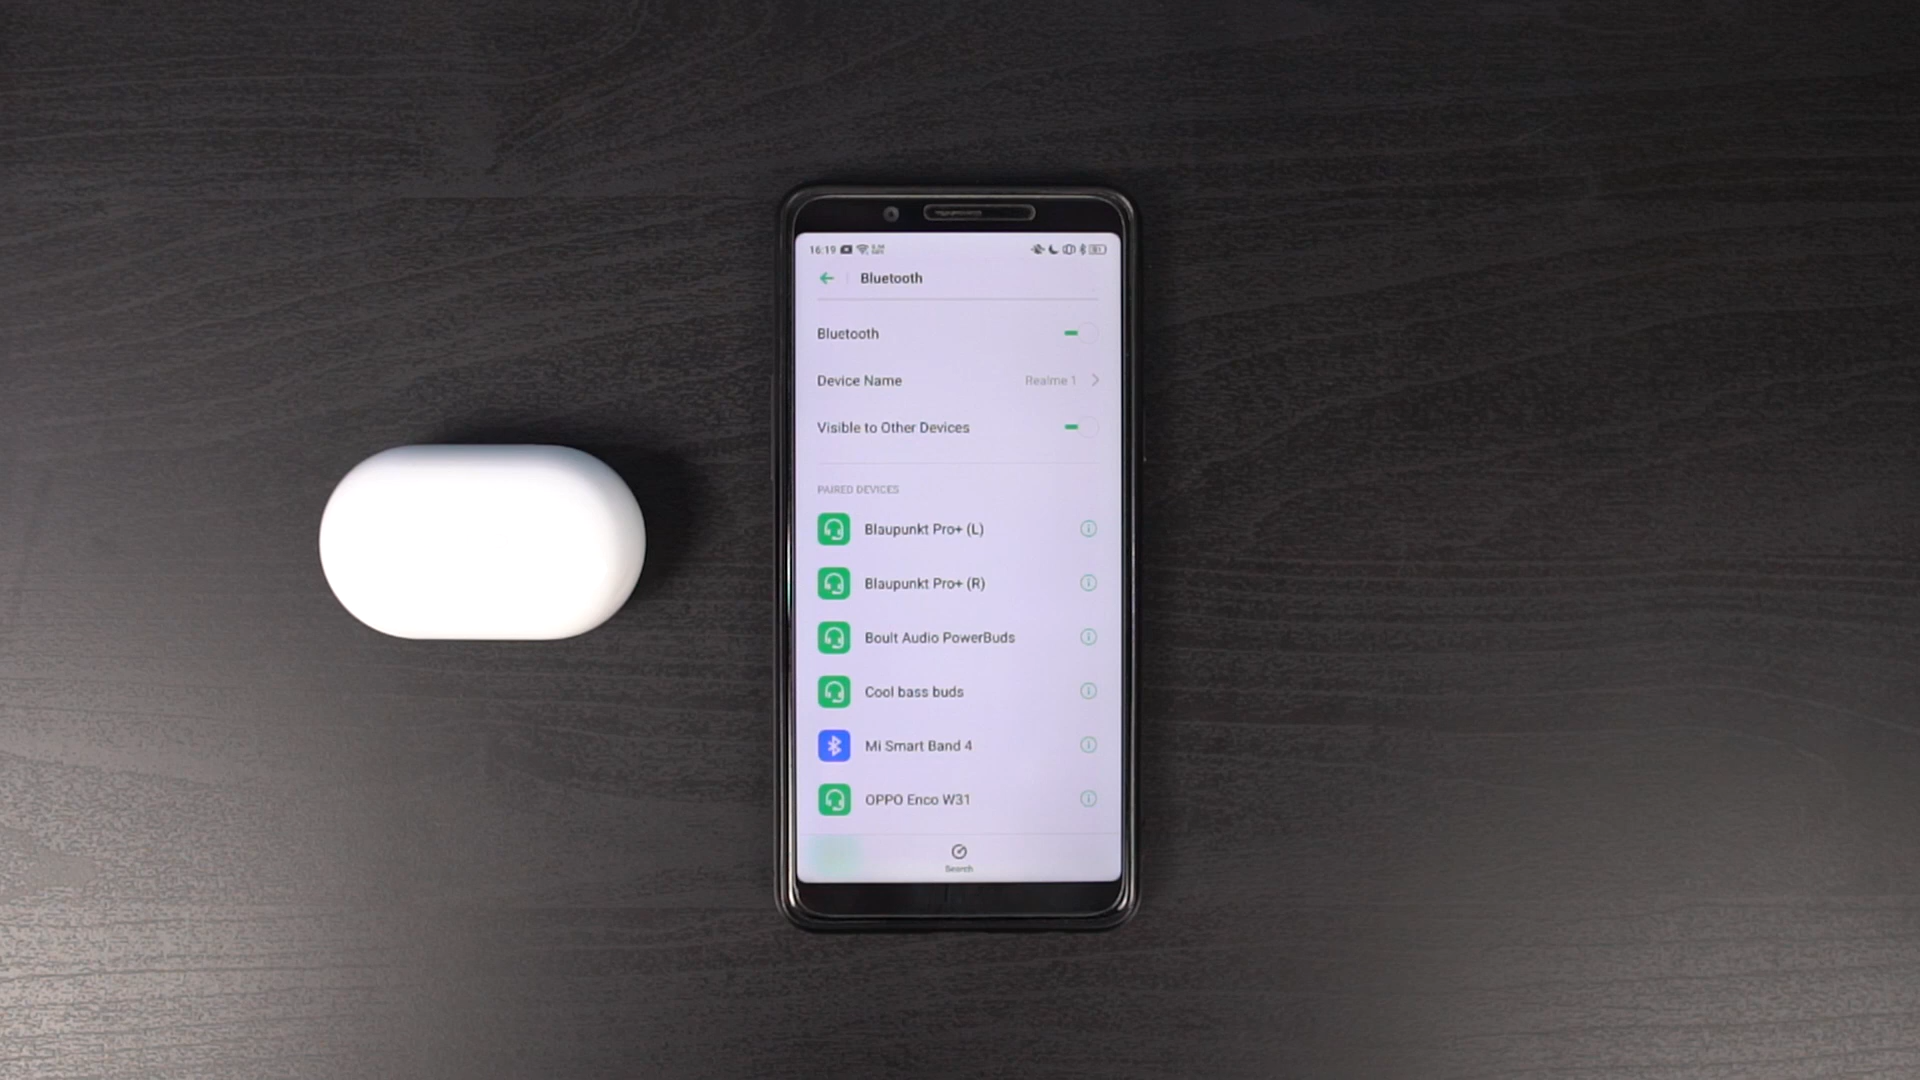 16:19
Bluetooth
Bluetooth
Device Name Realme 1
Visible to Other Devices
PAIRED DEVICES
Blaupunkt Pro+ (L)
Blaupunkt Pro+ (R)
Boult Audio PowerBuds
Cool bass buds
Mi Smart Band 4
OPPO Enco W31
Search